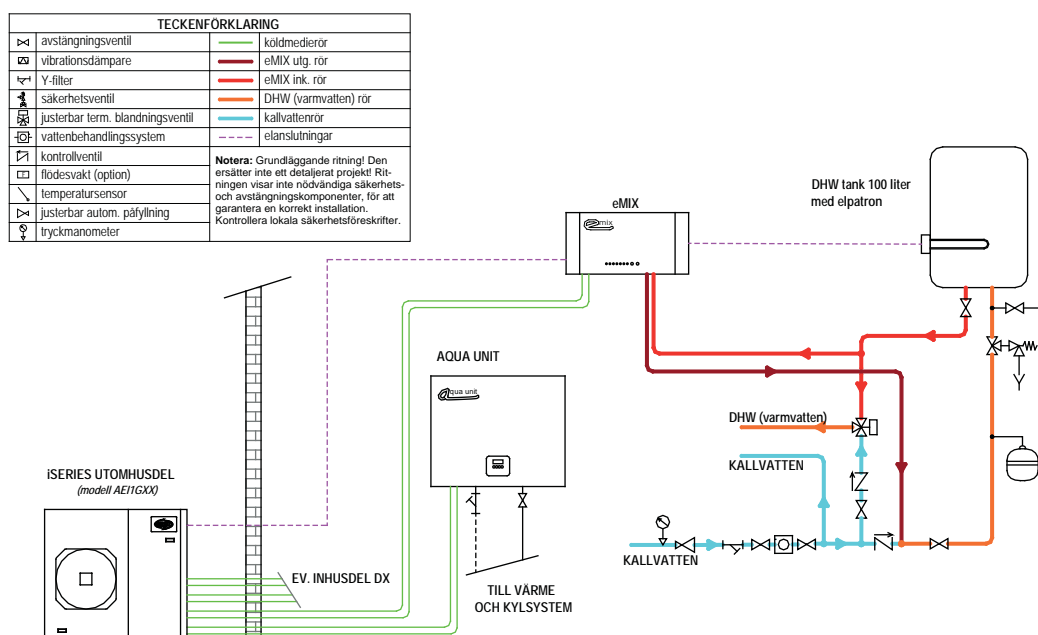 TECKENFÖRKLARING
avstängningsventil
köldmedierör
vibrationsdämpare
eMIX utg. rör
Y-filter
eMIX ink. rör
säkerhetsventil
DHW (varmvatten) rör
justerbar term. blandningsventil
kallvattenrör
vattenbehandlingssystem
elanslutningar
kontrollventil
flödesvakt (option)
temperatursensor
justerbar autom. påfyllning
tryckmanometer
Notera: Grundläggande ritning! Den
ersätter inte ett detaljerat projekt! Rit-
ningen visar inte nödvändiga säkerhets-
och avstängningskomponenter, för att
garantera en korrekt installation.
Kontrollera lokala säkerhetsföreskrifter.
DHW tank 100 liter
med elpatron
eMIX
emix
AQUA UNIT
aqua unit
DHW (varmvatten)
KALLVATTEN
iSERIES UTOMHUSDEL
(modell AEI1GXX)
KALLVATTEN
EV. INHUSDEL DX
TILL VÄRME
OCH KYLSYSTEM